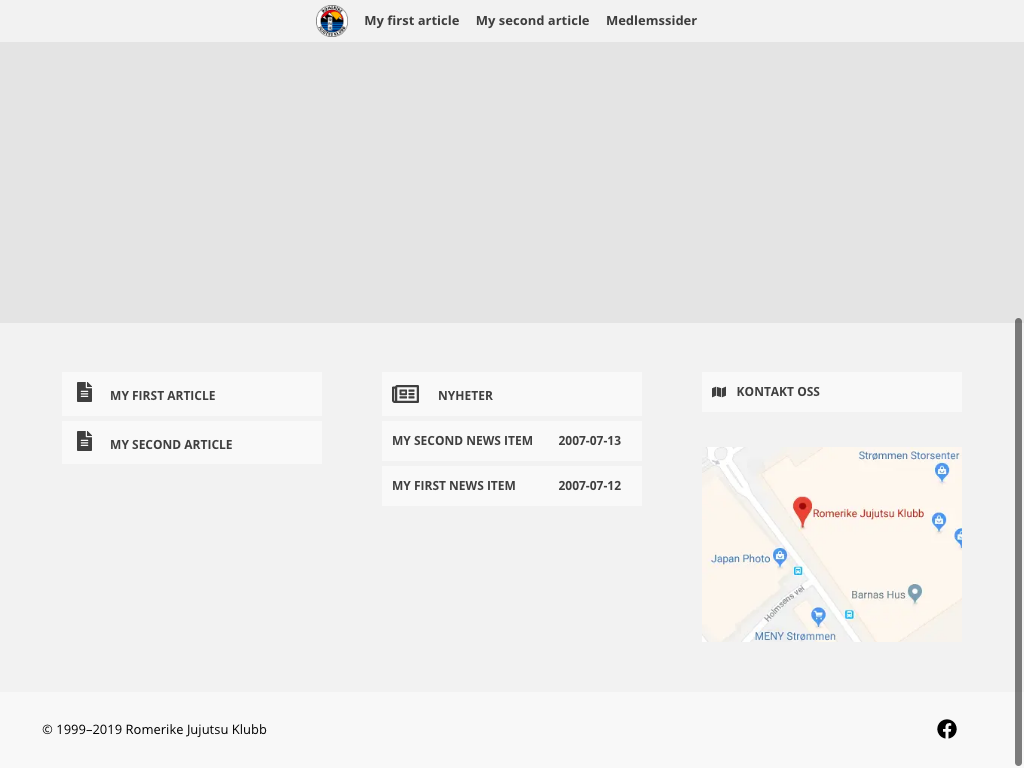 My first article
My second article
Medlemssider
MY FIRST ARTICLE
MY SECOND ARTICLE
NYHETER
MY SECOND NEWS ITEM 2007-07-13
MY FIRST NEWS ITEM 2007-07-12
KONTAKT OSS
Strømmen Storsenter
Romerike Jujutsu Klubb
Japan Photo
Barnas Hus
Holmsens vei
MENY Strømmen
© 1999–2019 Romerike Jujutsu Klubb